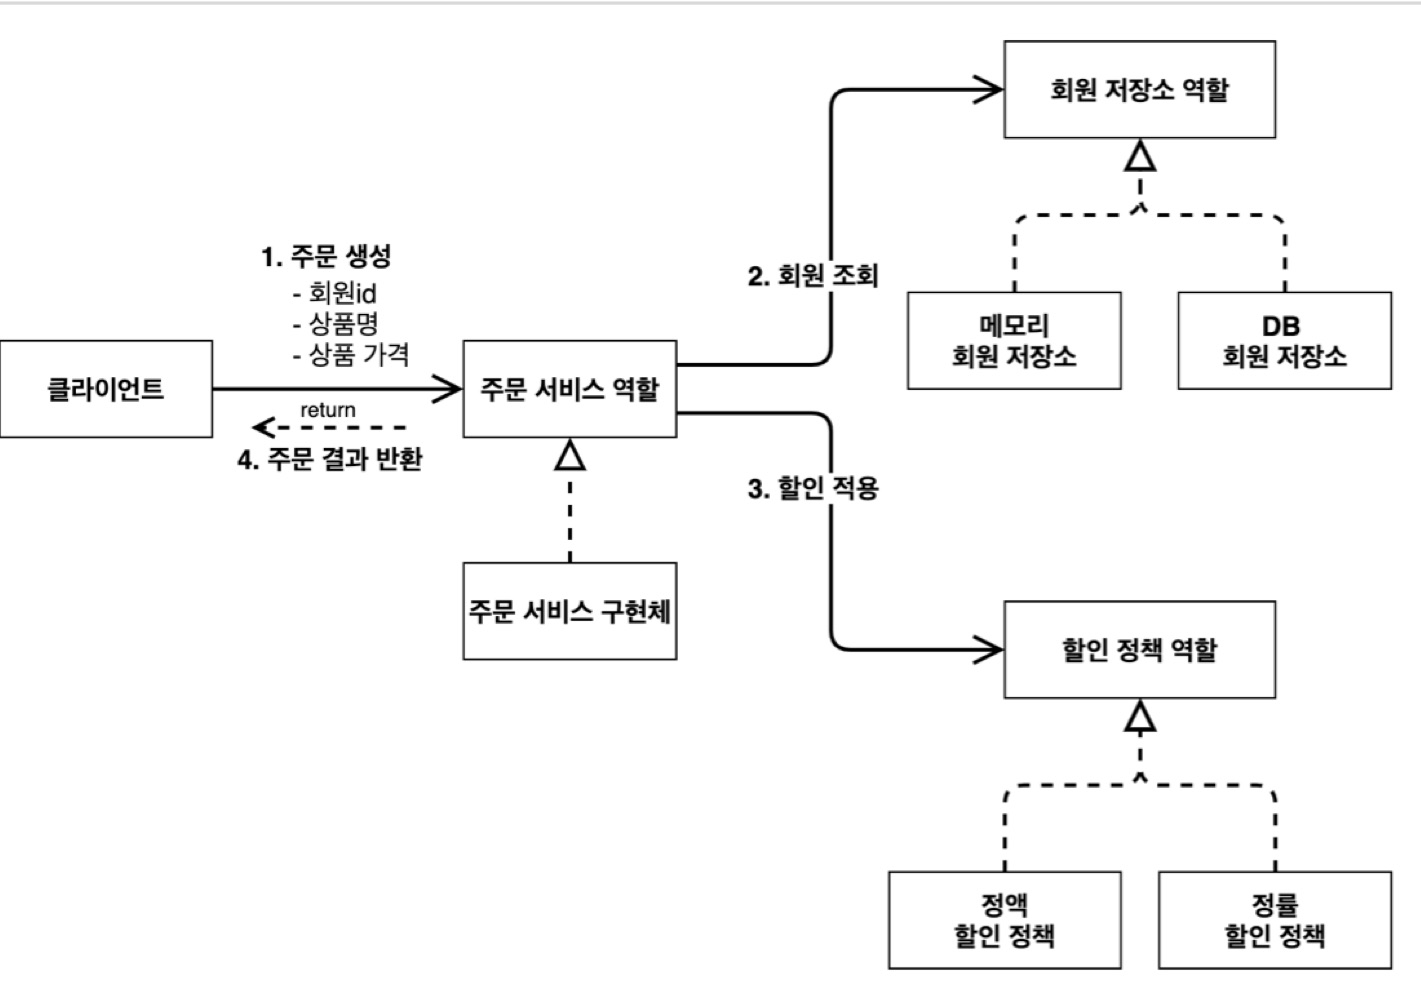 회원 저장소 역할
1. 주문 생성
- 회원id
- 상품명
- 상품 가격
2. 회원 조회
메모리
회원 저장소
DB
회원 저장소
클라이언트
주문 서비스 역할
return
4. 주문 결과 반환
3. 할인 적용
주문 서비스 구현체
할인 정책 역할
정액
할인 정책
정률
할인 정책